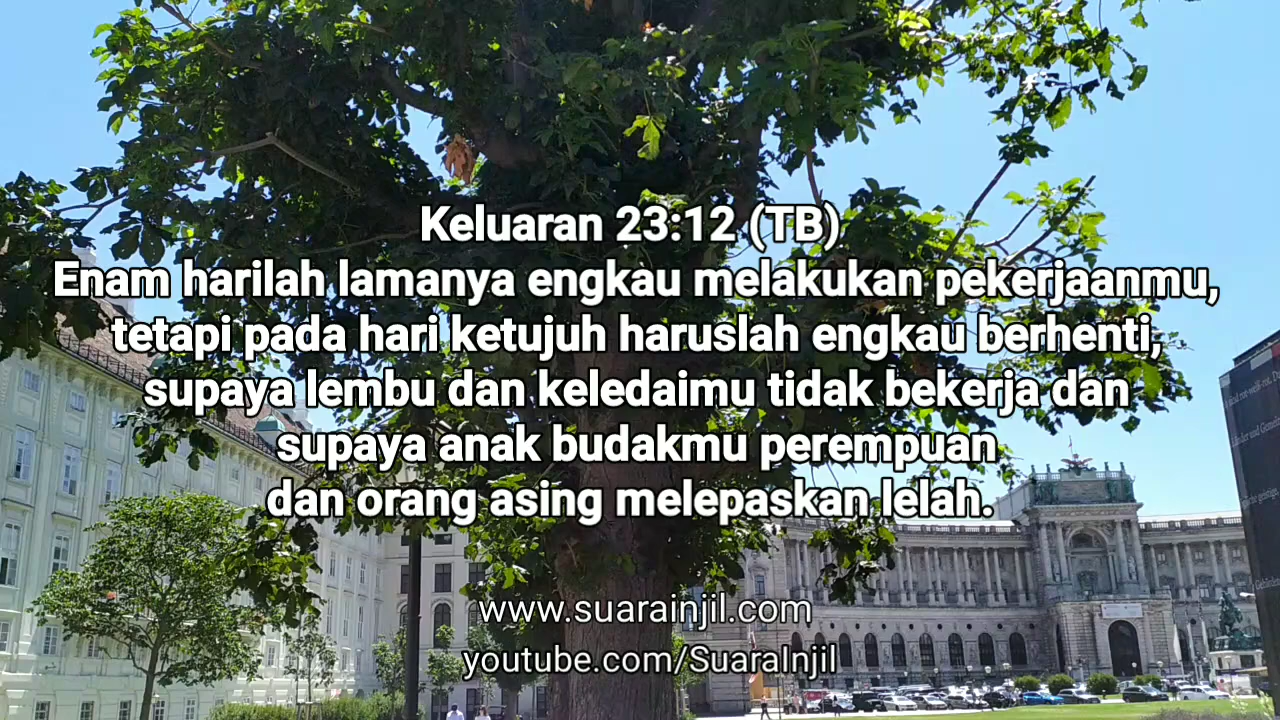 Keluaran 23:12 (TB)
Enam harilah lamanya engkau melakukan pekerjaanmu,
tetapi pada hari ketujuh haruslah engkau berhenti,
supaya lembu dan keledaimu tidak bekerja dan
supaya anak budakmu perempuan
dan orang asing melepaskan lelah.
www.suarainjil.com
youtube.com/SuaraInjil